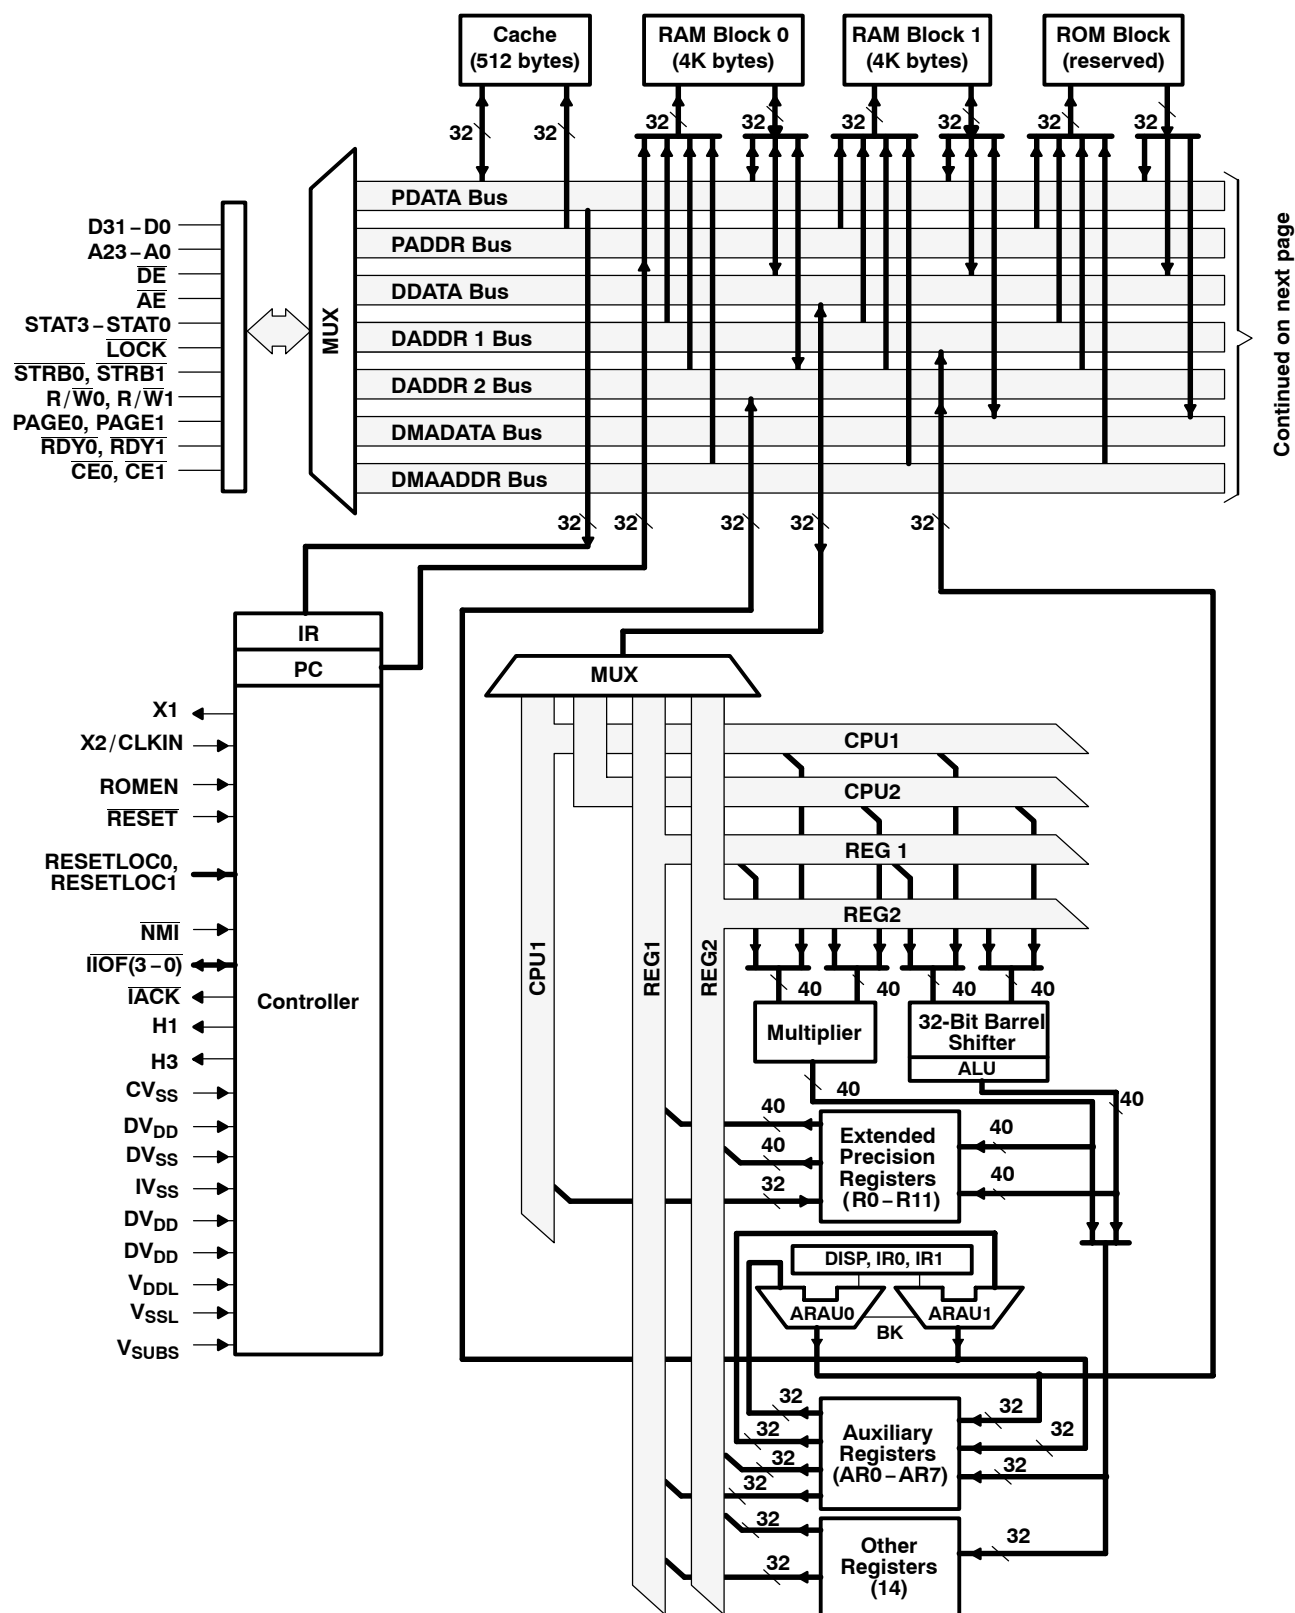 Cache
(512 bytes)
RAM Block 0
(4K bytes)
RAM Block 1
(4K bytes)
ROM Block
(reserved)
32
32
32
32
32
32
32
32
PDATA Bus
PADDR Bus
DDATA Bus
DADDR 1 Bus
DADDR 2 Bus
DMADATA Bus
DMAADDR Bus
MUX
Continued on next page
D31–D0
A23–A0
DE
AE
STAT3–STAT0
LOCK
STRB0, STRB1
R/W0, R/W1
PAGE0, PAGE1
RDY0, RDY1
CE0, CE1
32
32
32
32
32
IR
PC
Controller
X1
X2/CLKIN
ROMEN
RESET
RESETLOC0,
RESETLOC1
NMI
IIOF(3–0)
IACK
H1
H3
CVSS
DVDD
DVSS
IVSS
DVDD
DVDD
VDDL
VSSL
VSUBS
MUX
CPU1
CPU2
REG 1
REG2
CPU1
REG1
REG2
40
40
40
40
Multiplier
32-Bit Barrel
Shifter
ALU
40
40
40
40
32
Extended
Precision
Registers
(R0–R11)
40
40
DISP, IR0, IR1
ARAU0
ARAU1
BK
32
32
32
32
Auxiliary
Registers
(AR0–AR7)
32
32
32
32
32
Other
Registers
(14)
32